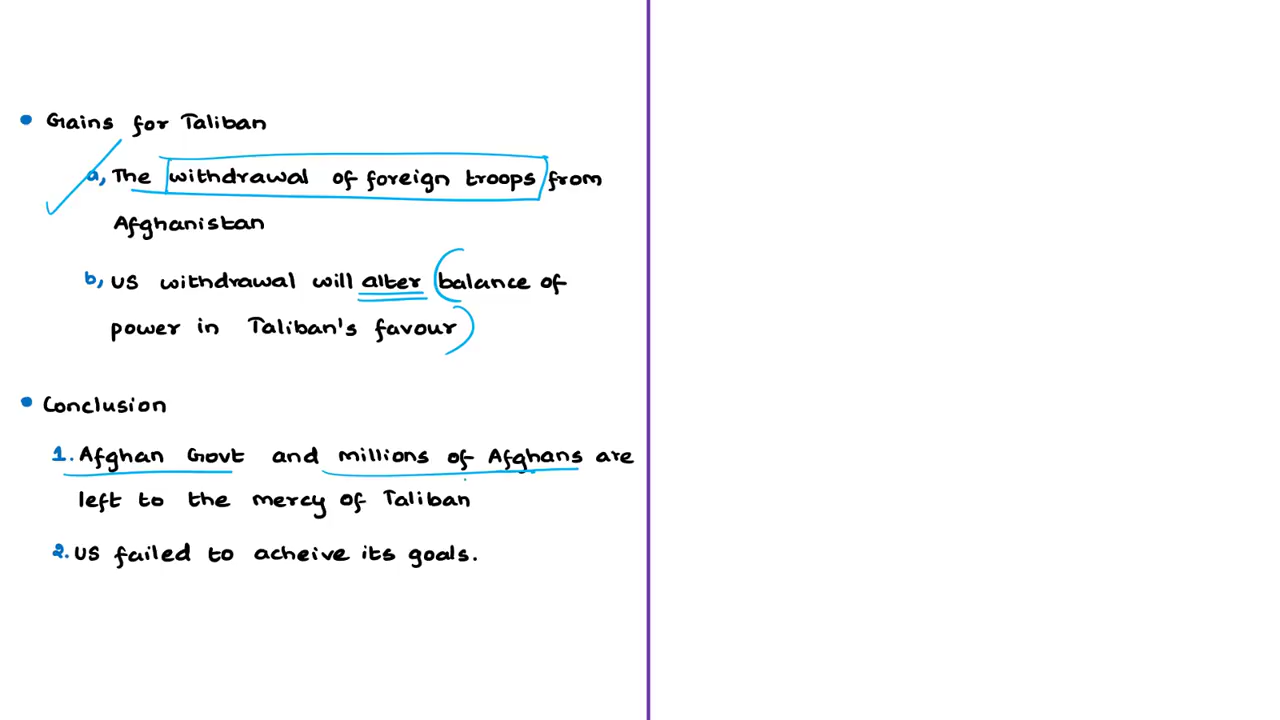 • Gains for Taliban
a, The withdrawal of foreign troops from
Afghanistan
b, US withdrawal will alter balance of
power in Taliban's favour
• Conclusion
1. Afghan Govt and millions of Afghans are
left to the mercy of Taliban
2. US failed to acheive its goals.